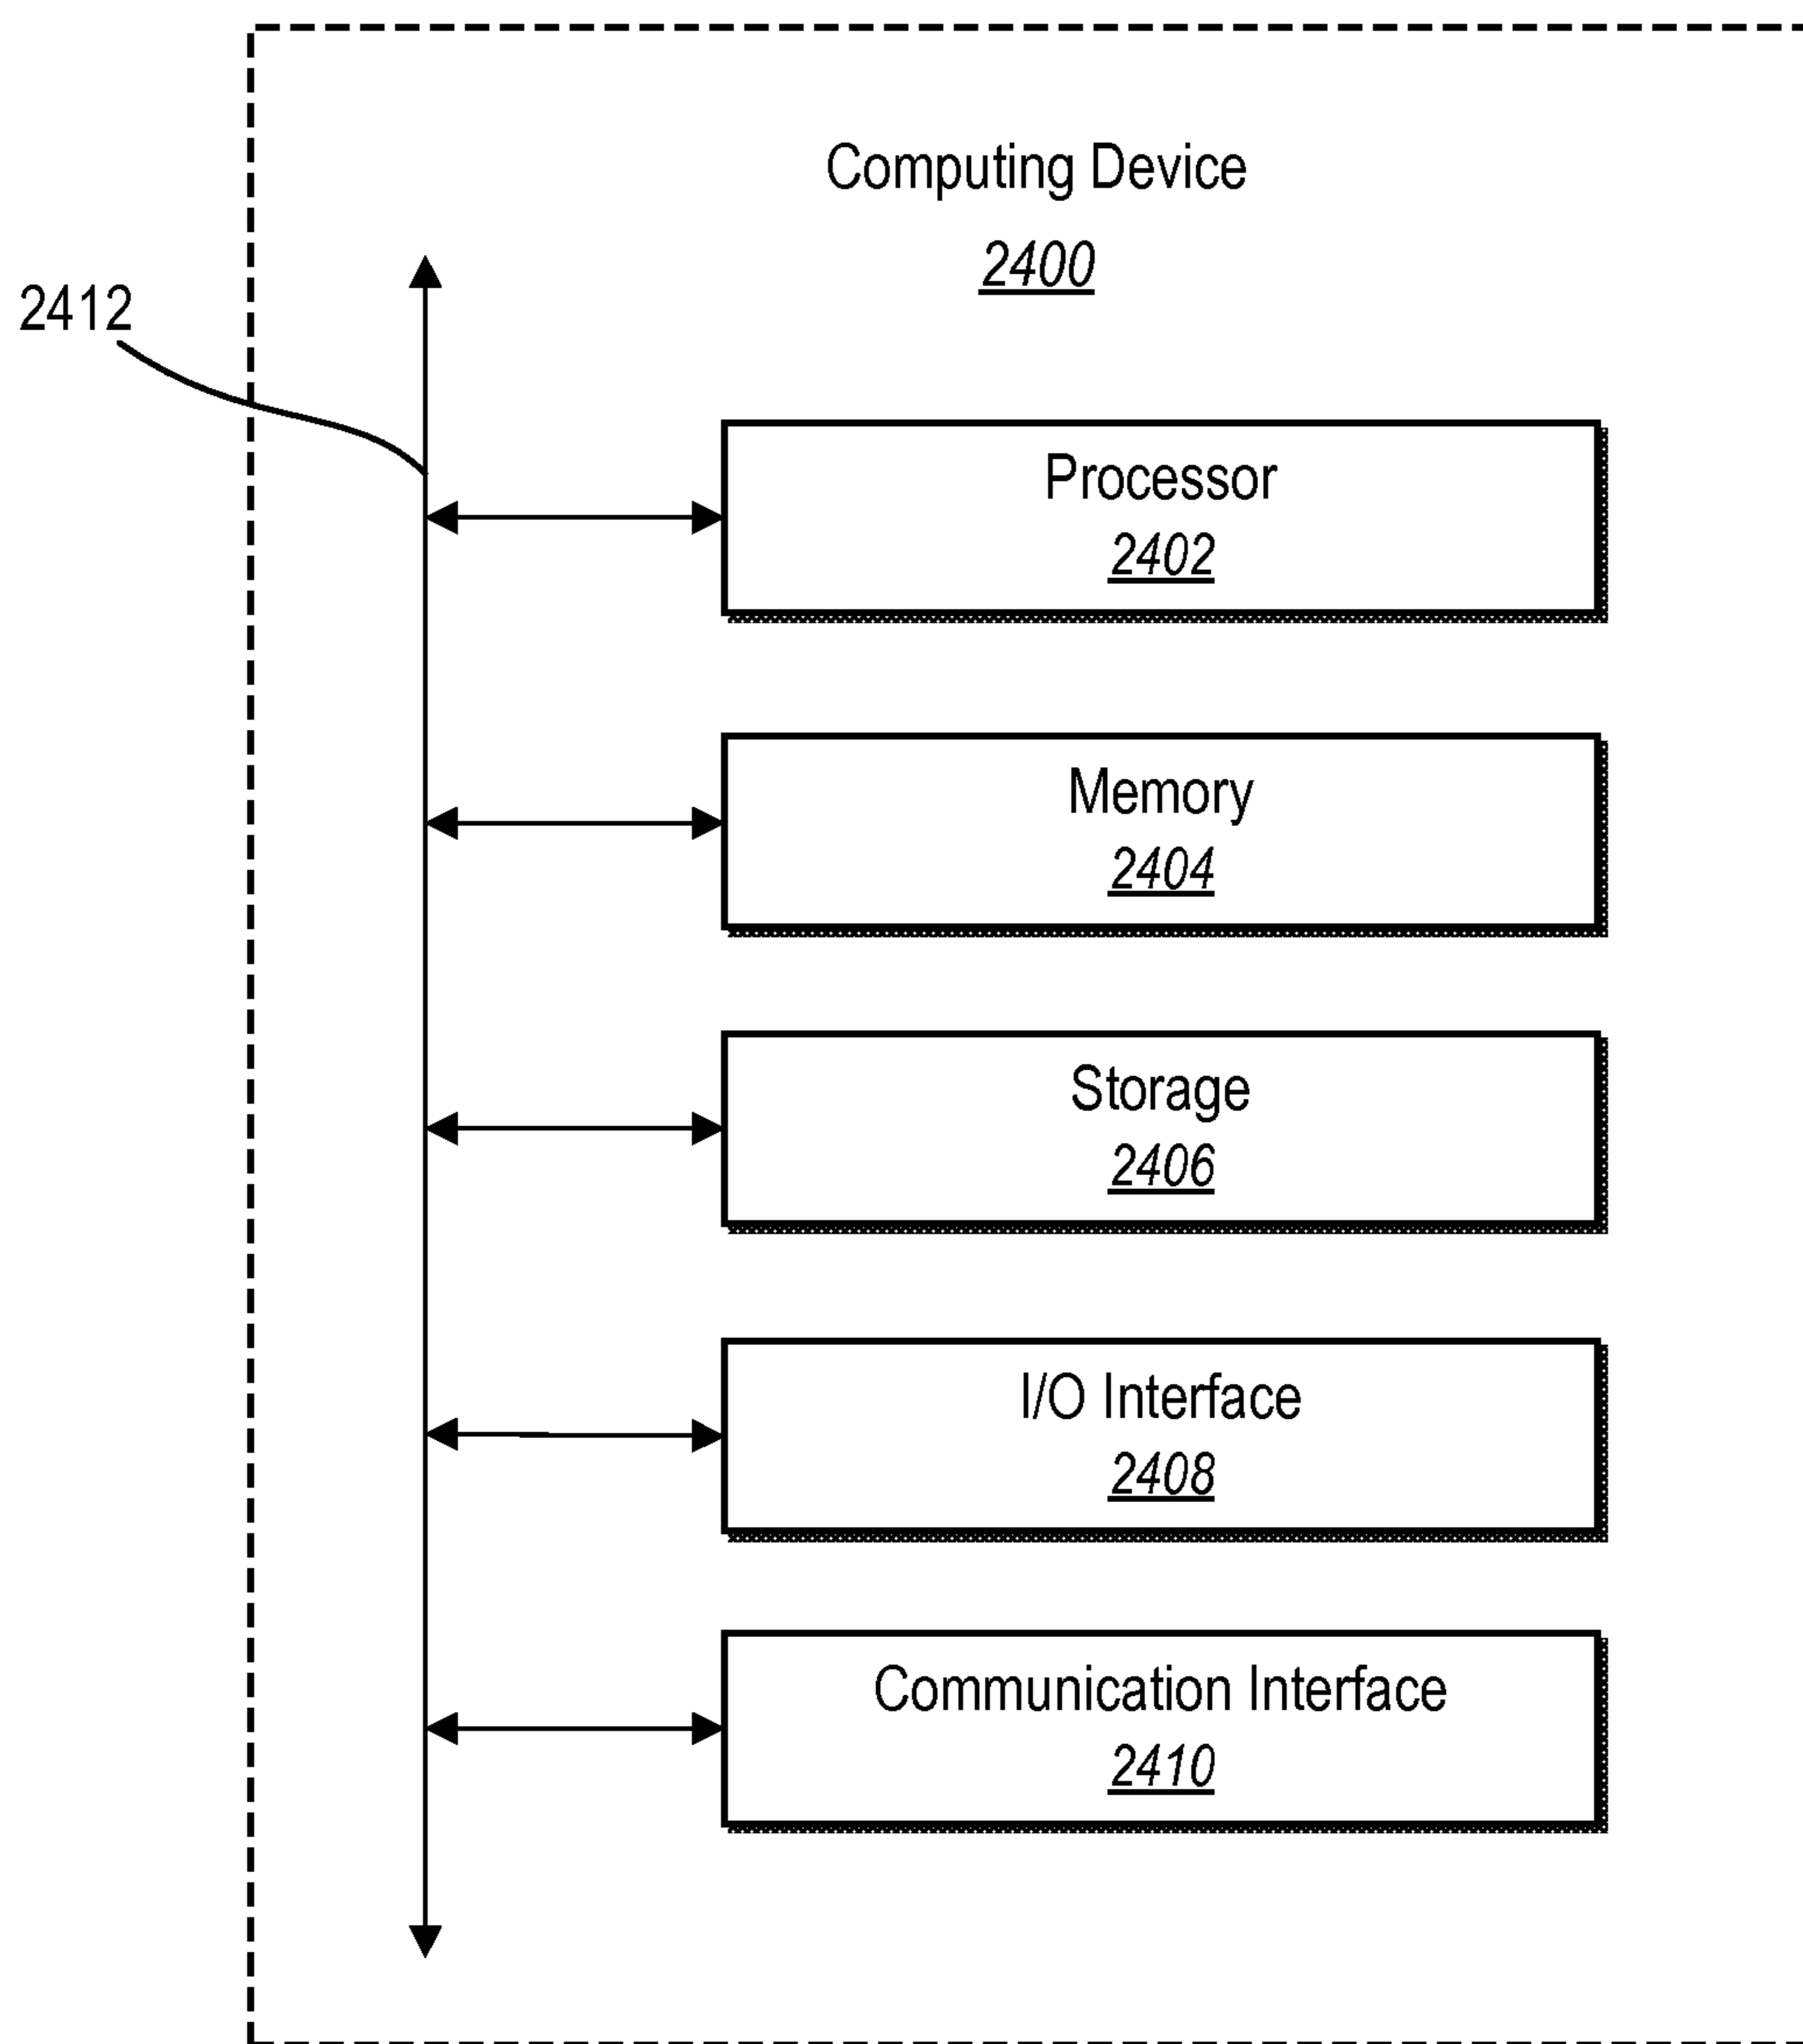 Computing Device
2400
2412
Processor
2402
Memory
2404
Storage
2406
I/O Interface
2408
Communication Interface
2410